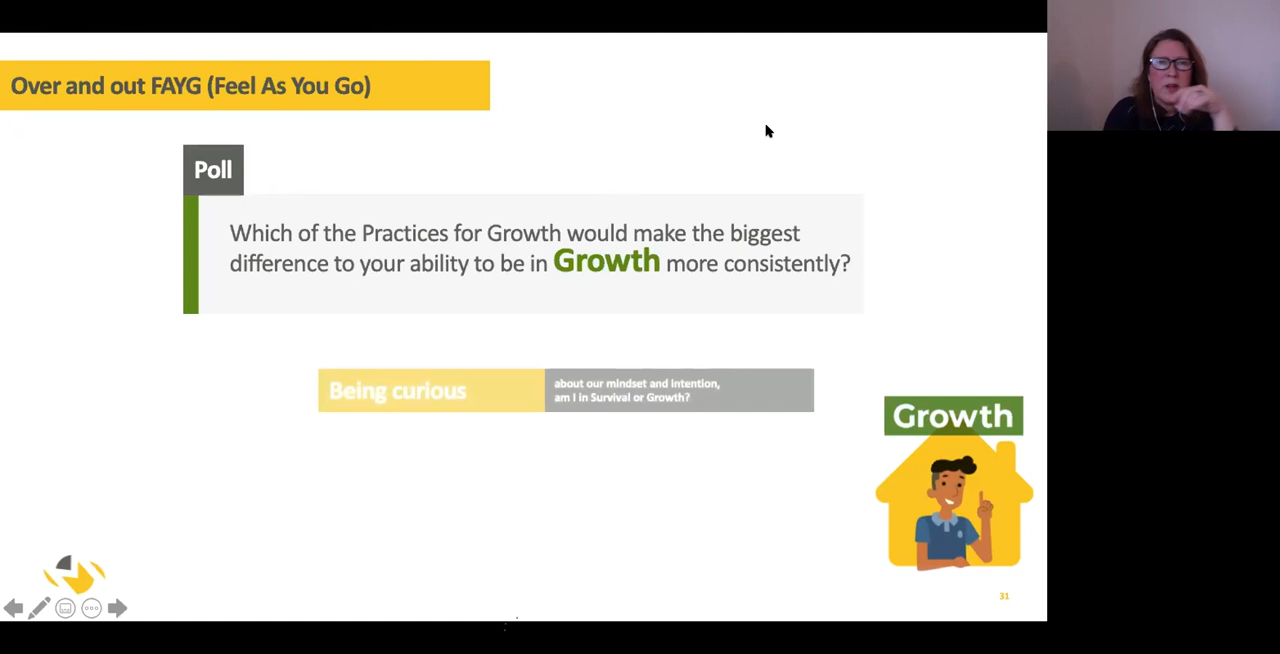 Over and out FAYG (Feel As You Go)
Poll
Which of the Practices for Growth would make the biggest
difference to your ability to be in Growth more consistently?
Being curious
about our mindset and intention,
am I in Survival or Growth?
Growth
31